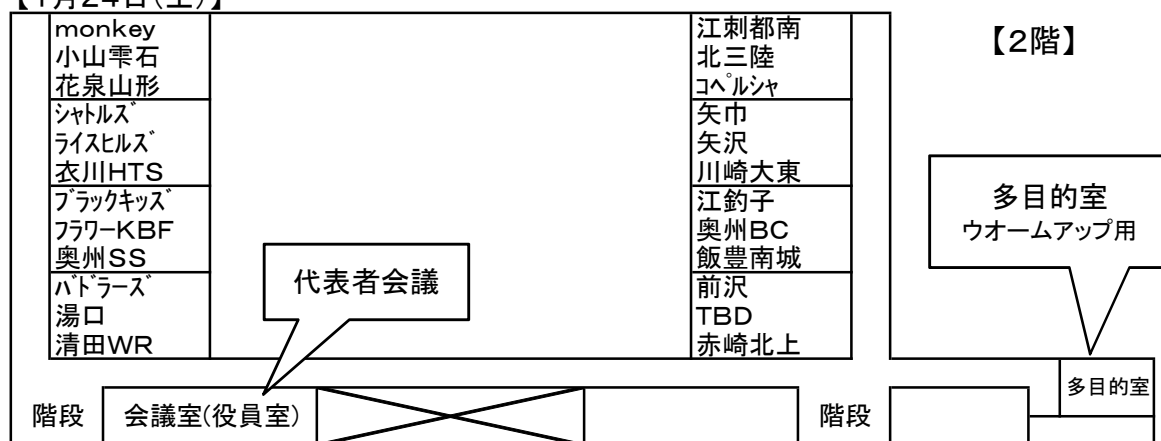 【1月24日(土)】
【2階】
monkey
小山雫石
花泉山形
シャトルズ
ライスヒルズ
衣川HTS
ブラックキッズ
フラワーKBF
奥州SS
バドラーズ
湯口
清田WR
江刺都南
北三陸
コペルシャ
矢巾
矢沢
川崎大東
江釣子
奥州BC
飯豊南城
前沢
TBD
赤崎北上
多目的室
ウオームアップ用
代表者会議
多目的室
階段
会議室(役員室)
階段